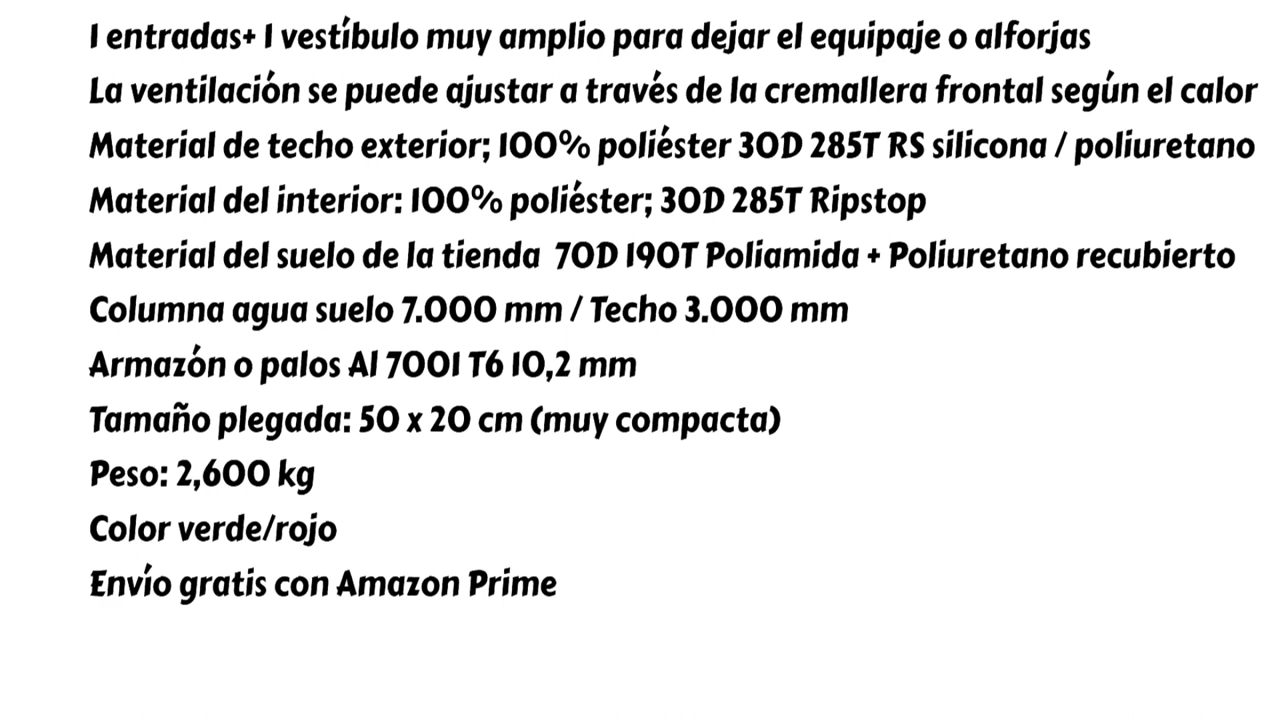 1 entradas+ 1 vestíbulo muy amplio para dejar el equipaje o alforjas
La ventilación se puede ajustar a través de la cremallera frontal según el calor
Material de techo exterior; 100% poliéster 30D 285T RS silicona / poliuretano
Material del interior: 100% poliéster; 30D 285T Ripstop
Material del suelo de la tienda 70D 190T Poliamida + Poliuretano recubierto
Columna agua suelo 7.000 mm / Techo 3.000 mm
Armazón o palos Al 7001 T6 10,2 mm
Tamaño plegada: 50 x 20 cm (muy compacta)
Peso: 2,600 kg
Color verde/rojo
Envío gratis con Amazon Prime